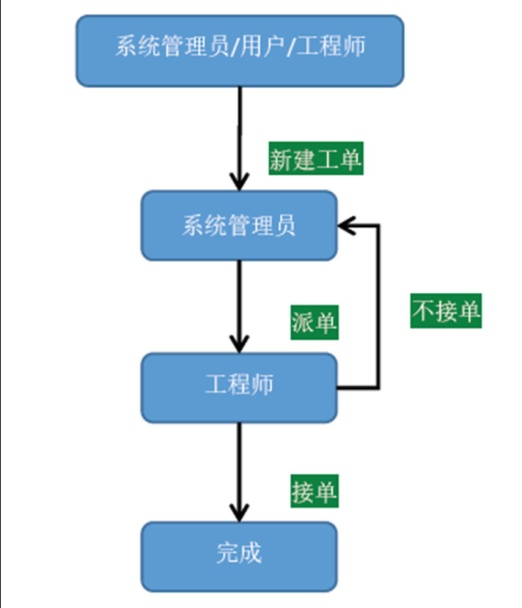 系统管理员/用户/工程师
新建工单
系统管理员
派单
不接单
工程师
接单
完成